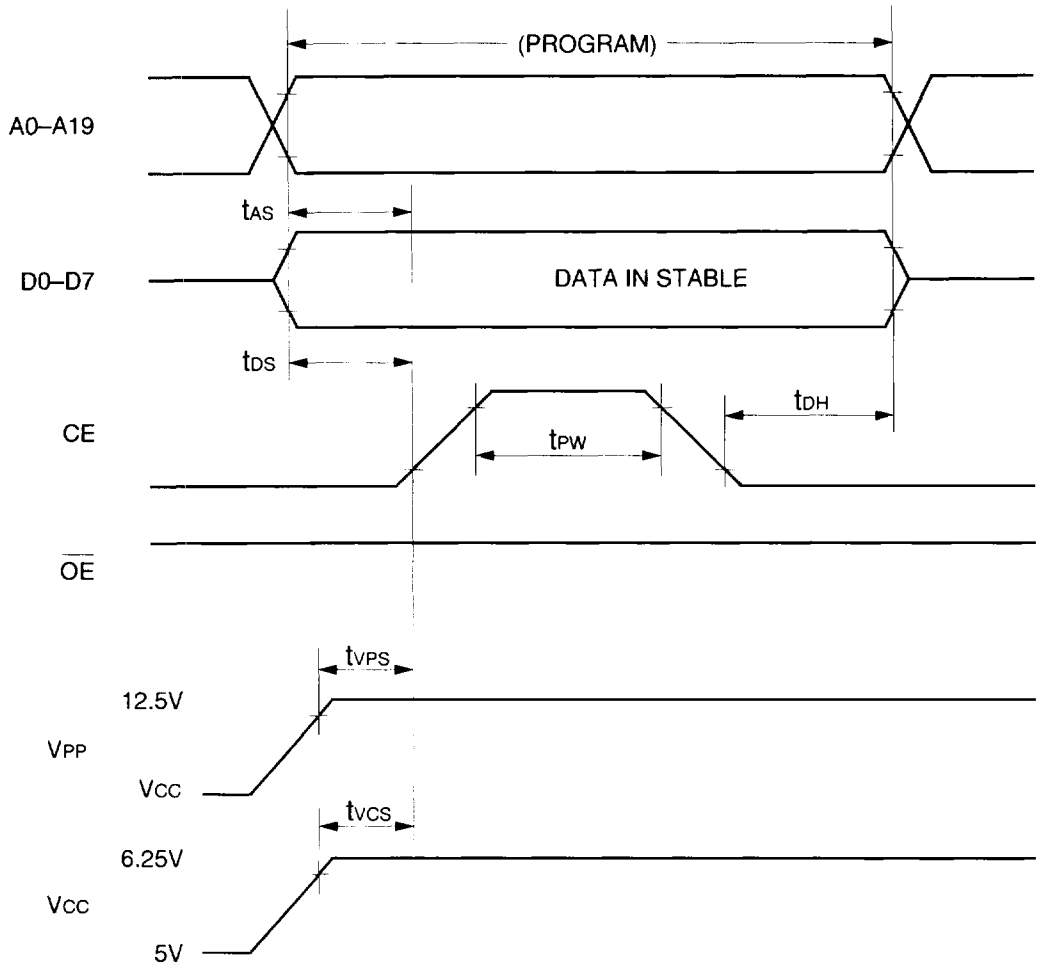 (PROGRAM)
A0–A19
tAS
D0–D7
DATA IN STABLE
tDS
tDH
CE
tPW
OE
tVPS
12.5V
VPP
VCC
tVCS
6.25V
VCC
5V